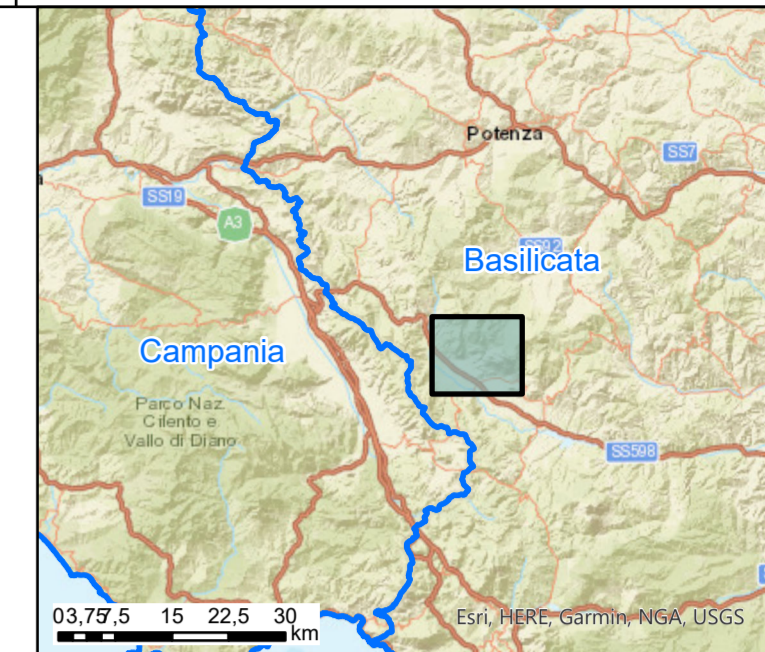 Potenza
SS7
SS19
A3
SS92
Basilicata
Campania
Parco Naz.
Cilento e
Vallo di Diano
SS598
03,757,5 15 22,5 30
km
Esri, HERE, Garmin, NGA, USGS